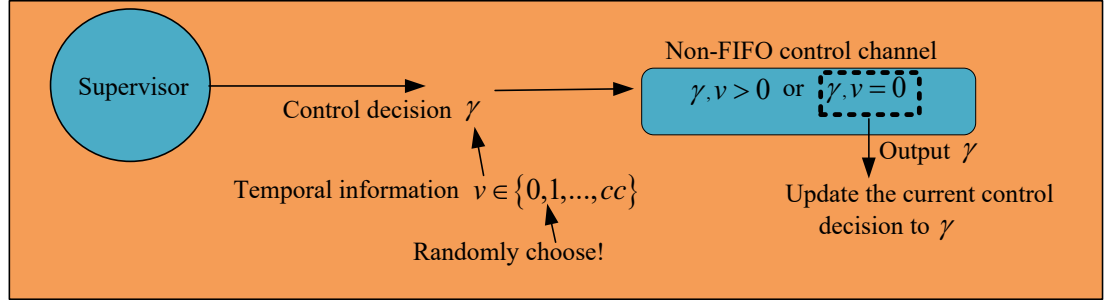 Non-FIFO control channel
Supervisor
γ, v > 0 or γ, v = 0
Control decision γ
Output γ
Temporal information v ∈ {0,1,...,cc}
Update the current control
decision to γ
Randomly choose!